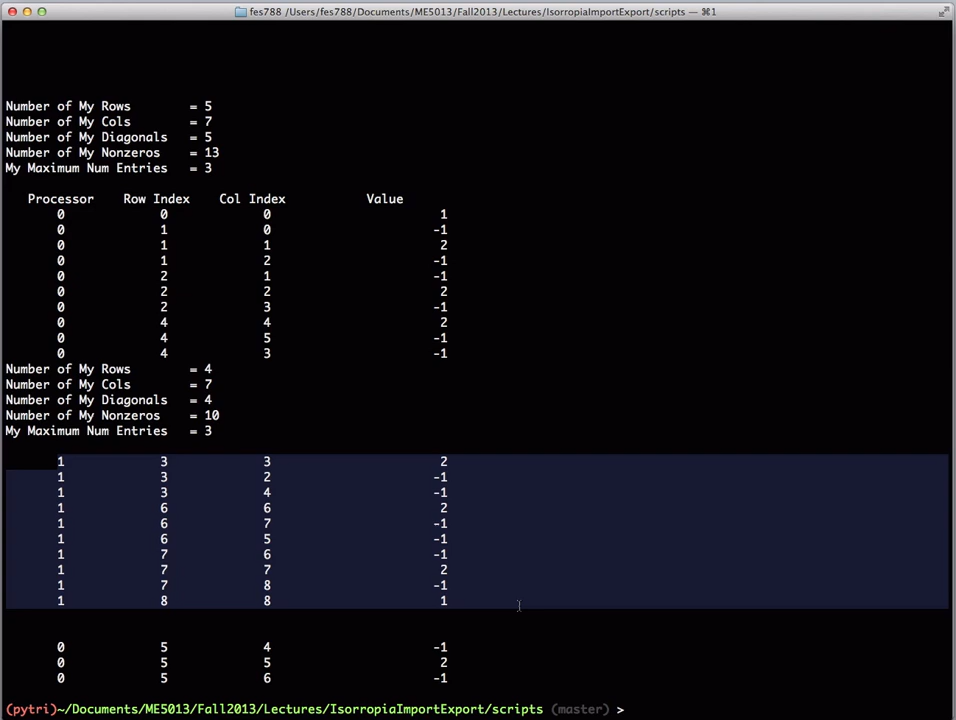 fes788 /Users/fes788/Documents/ME5013/Fall2013/Lectures/IsorropiaImportExport/scripts — ⌘1
Number of My Rows = 5
Number of My Cols = 7
Number of My Diagonals = 5
Number of My Nonzeros = 13
My Maximum Num Entries = 3
Processor Row Index Col Index Value
0 0 0 1
0 1 0 -1
0 1 1 2
0 1 2 -1
0 2 1 -1
0 2 2 2
0 2 3 -1
0 4 4 2
0 4 5 -1
0 4 3 -1
Number of My Rows = 4
Number of My Cols = 7
Number of My Diagonals = 4
Number of My Nonzeros = 10
My Maximum Num Entries = 3
1 3 3 2
1 3 2 -1
1 3 4 -1
1 6 6 2
1 6 7 -1
1 6 5 -1
1 7 6 -1
1 7 7 2
1 7 8 -1
1 8 8 1
0 5 4 -1
0 5 5 2
0 5 6 -1
(pytri)~/Documents/ME5013/Fall2013/Lectures/IsorropiaImportExport/scripts (master) >